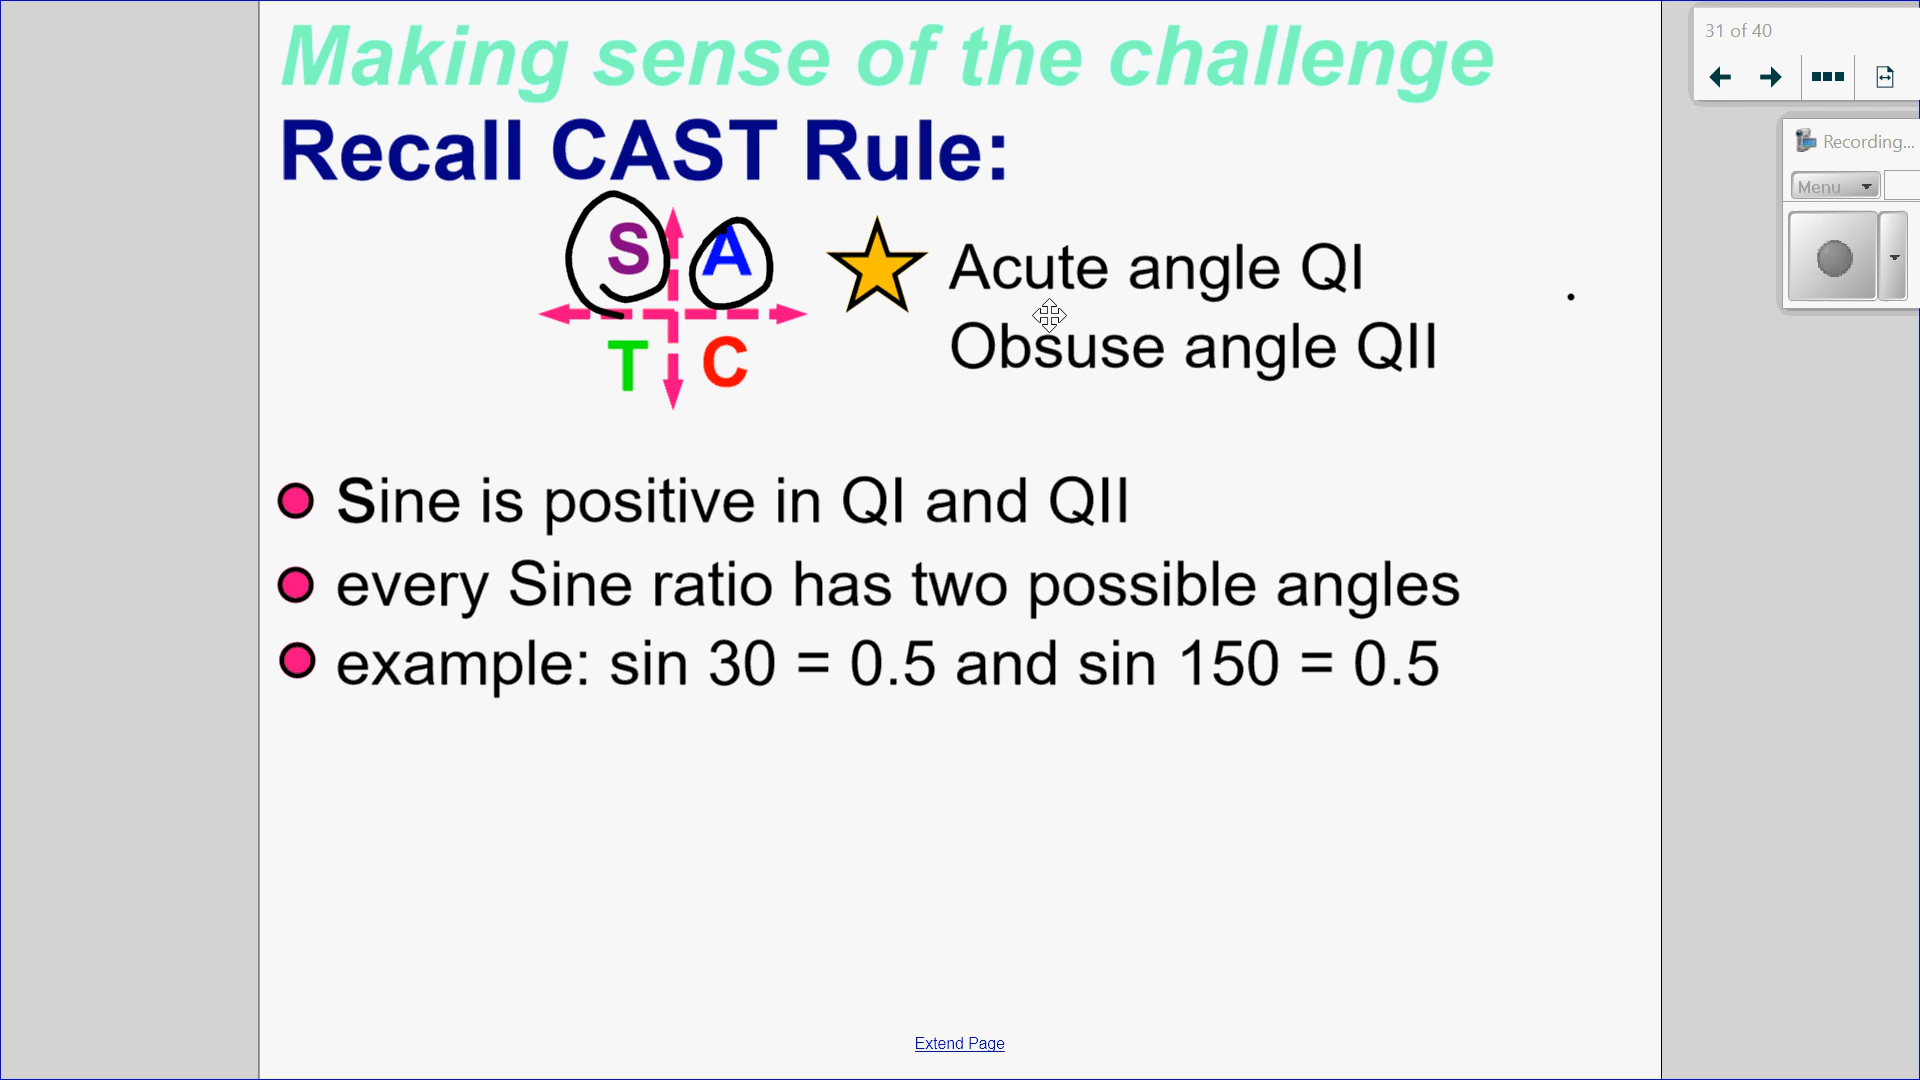 Making sense of the challenge
31 of 40
Recall CAST Rule:
Recording...
Menu
S A
Acute angle QI
T C
Obsuse angle QII
Sine is positive in QI and QII
every Sine ratio has two possible angles
example: sin 30 = 0.5 and sin 150 = 0.5
Extend Page